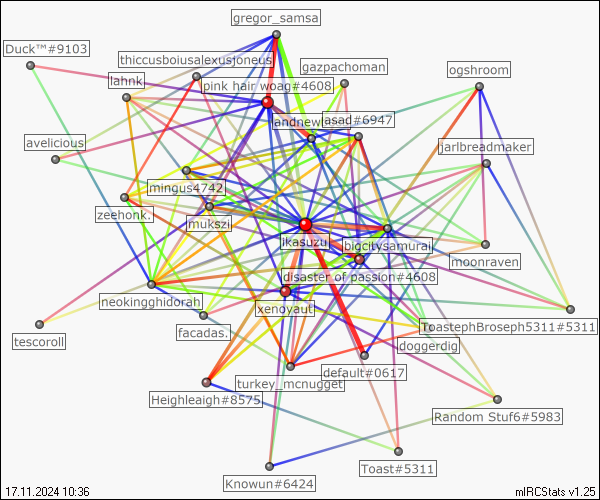 gregor_samsa
Duck™#9103
thiccusboiusalexusjoneus
gazpachoman
ogshroom
lahnk.
pink hair woag#4608
andnew
asad#6947
avelicious
jarlbreadmaker
mingus4742
zeehonk.
jmukszi
ikasuzu
bigcitysamurai
moonraven
disaster of passion#4608
neokingghidorah
xenoyaut
facadas.
ToastephBroseph5311#5311
tescoroll
doggerdig
default#0617
turkey_mcnugget
Heighleaigh#8575
Random Stuf6#5983
Toast#5311
Knowun#6424
17.11.2024 10:36
mIRCStats v1.25